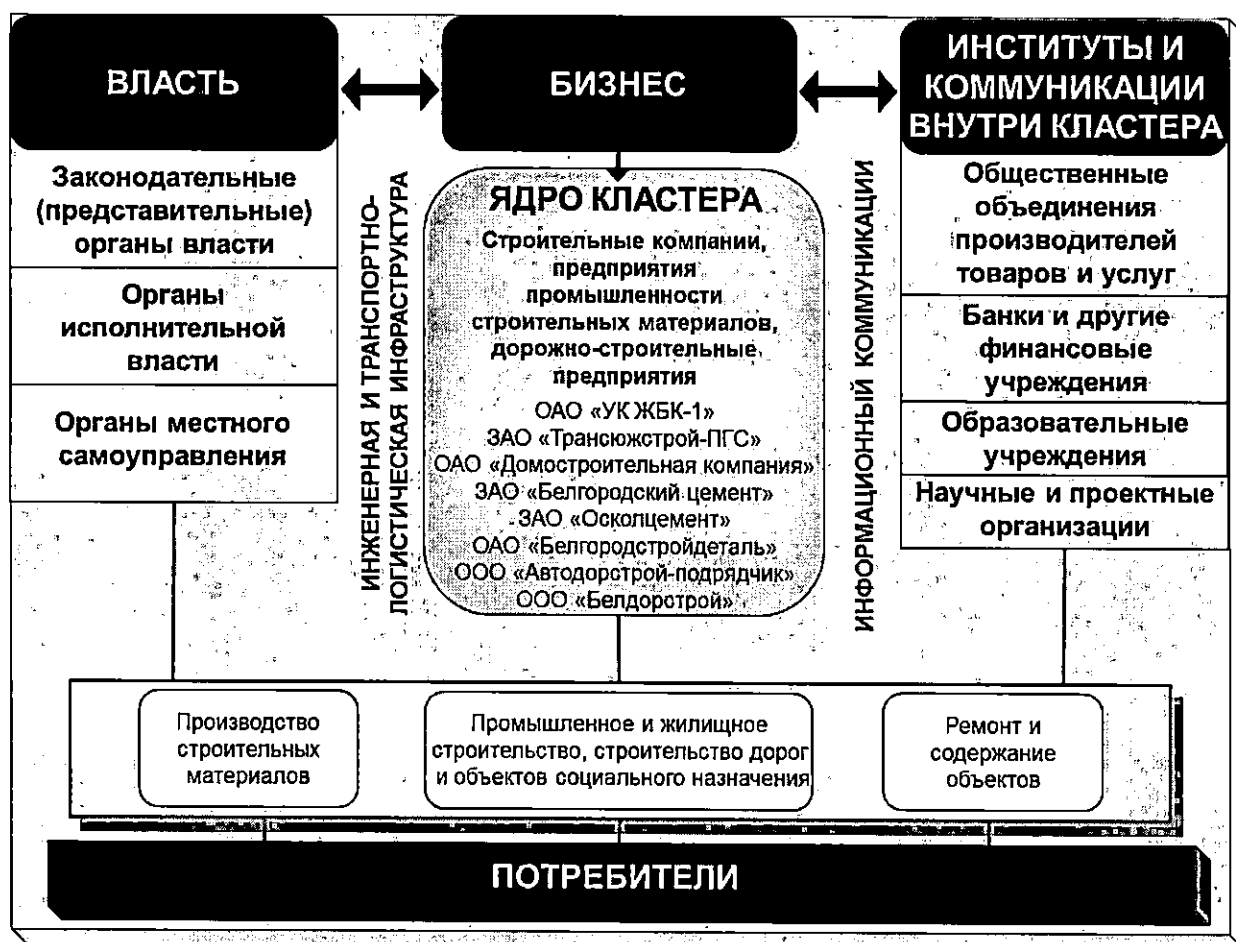 ВЛАСТЬ
Законодательные
(представительные)
органы власти
Органы
исполнительной
власти
Органы местного
самоуправления
ИНЖЕНЕРНАЯ И ТРАНСПОРТНО-
ЛОГИСТИЧЕСКАЯ ИНФРАСТРУКТУРА
БИЗНЕС
ЯДРО КЛАСТЕРА
Строительные компании,
предприятия
промышленности
строительных материалов,
дорожно-строительные
предприятия
ОАО «УК ЖБК-1»
ЗАО «Трансюжстрой-ПГС»
ОАО «Домостроительная компания»
ЗАО «Белгородский цемент»
ЗАО «Осколцемент»
ОАО «Белгородстройдеталь»
ООО «Автодорстрой-подрядчик»
ООО «Белдорстрой»
ИНФОРМАЦИОННЫЙ КОММУНИКАЦИИ
ИНСТИТУТЫ И
КОММУНИКАЦИИ
ВНУТРИ КЛАСТЕРА
Общественные
объединения
производителей
товаров и услуг
Банки и другие
финансовые
учреждения
Образовательные
учреждения
Научные и проектные
организации
Производство
строительных
материалов
Промышленное и жилищное
строительство, строительство дорог
и объектов социального назначения
Ремонт и
содержание
объектов
ПОТРЕБИТЕЛИ